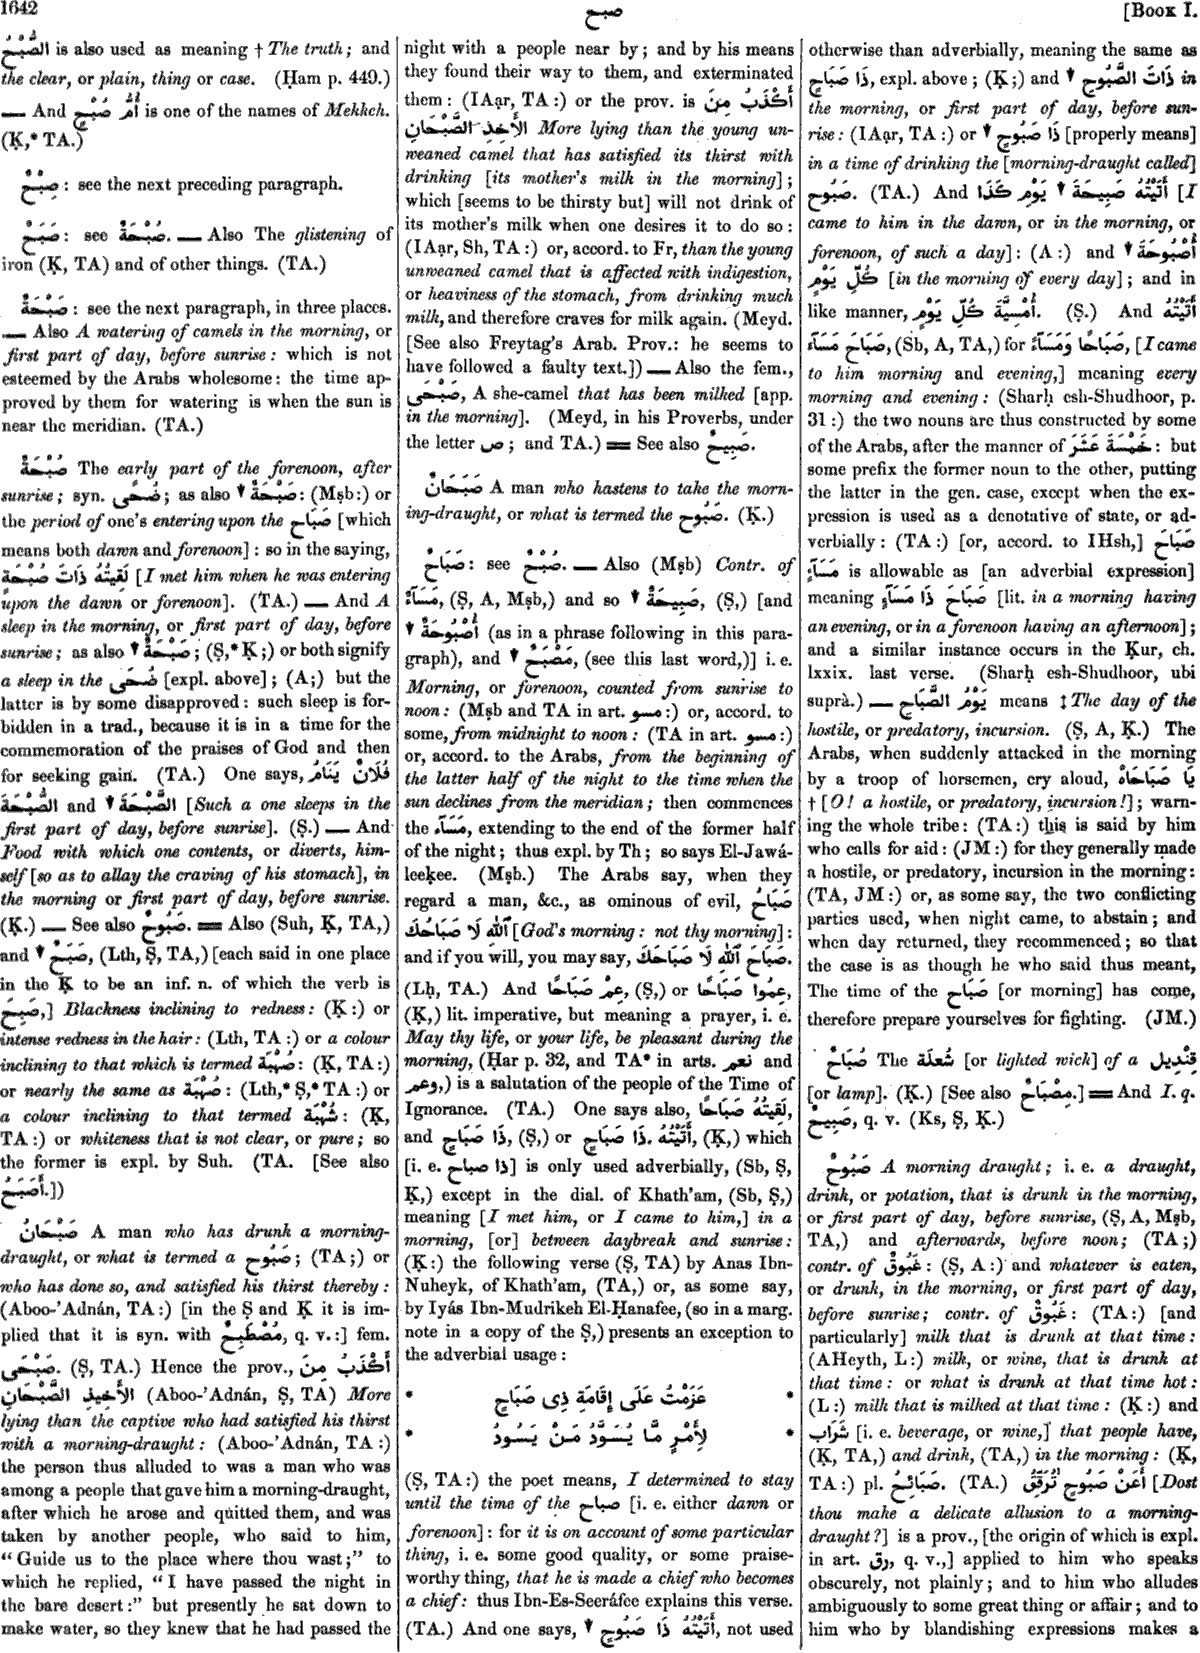 1642
صبح
[Book I.
الصُّبْحُ is also used as meaning † The truth; and
the clear, or plain, thing or case. (Ḥam p. 449.)
— And أُمُّ صُبْحٍ is one of the names of Mekkeh.
(Ḳ,* TA.)
صِبْحٌ: see the next preceding paragraph.
صَبَحٌ: see صُبْحَةٌ. — Also The glistening of
iron (Ḳ, TA) and of other things. (TA.)
صَبْحَةٌ: see the next paragraph, in three places.
— Also A watering of camels in the morning, or
first part of day, before sunrise: which is not
esteemed by the Arabs wholesome: the time ap-
proved by them for watering is when the sun is
near the meridian. (TA.)
صُبْحَةٌ The early part of the forenoon, after
sunrise; syn. ضُحًى; as also ▼ صَبْحَةٌ: (Mṣb:) or
the period of one's entering upon the صَبَاح [which
means both dawn and forenoon]: so in the saying,
لَقِيتُهُ ذَاتَ صُبْحَةٍ [I met him when he was entering
upon the dawn or forenoon]. (TA.) — And A
sleep in the morning, or first part of day, before
sunrise; as also ▼ صَبْحَةٌ; (Ṣ,* Ḳ;) or both signify
a sleep in the ضُحَى [expl. above]; (A;) but the
latter is by some disapproved: such sleep is for-
bidden in a trad., because it is in a time for the
commemoration of the praises of God and then
for seeking gain. (TA.) One says, فُلَانٌ يَنَامُ
الصُّبْحَةَ and ▼ الصَّبْحَةَ [Such a one sleeps in the
first part of day, before sunrise]. (Ṣ.) — And
Food with which one contents, or diverts, him-
self [so as to allay the craving of his stomach], in
the morning or first part of day, before sunrise.
(Ḳ.) — See also صَبُوحٌ. = Also (Suh, Ḳ, TA,)
and ▼ صَبَحٌ, (Lth, Ṣ, TA,) [each said in one place
in the Ḳ to be an inf. n. of which the verb is
صَبِحَ,] Blackness inclining to redness: (Ḳ:) or
intense redness in the hair: (Lth, TA:) or a colour
inclining to that which is termed صُهْبَة: (Ḳ, TA:)
or nearly the same as صُهْبَة: (Lth,* Ṣ,* TA:) or
a colour inclining to that termed شُهْبَة: (Ḳ,
TA:) or whiteness that is not clear, or pure; so
the former is expl. by Suh. (TA. [See also
أَصْبَحُ.])
صَبْحَانُ A man who has drunk a morning-
draught, or what is termed a صَبُوح; (TA;) or
who has done so, and satisfied his thirst thereby:
(Aboo-'Adnán, TA:) [in the Ṣ and Ḳ it is im-
plied that it is syn. with مُصْطَبِحٌ, q. v.:] fem.
صَبْحَى. (Ṣ, TA.) Hence the prov., أَكْذَبُ مِنَ
الأَخِيذِ الصَّبْحَانِ (Aboo-'Adnán, Ṣ, TA) More
lying than the captive who had satisfied his thirst
with a morning-draught: (Aboo-'Adnán, TA:)
the person thus alluded to was a man who was
among a people that gave him a morning-draught,
after which he arose and quitted them, and was
taken by another people, who said to him,
"Guide us to the place where thou wast;" to
which he replied, "I have passed the night in
the bare desert:" but presently he sat down to
make water, so they knew that he had passed the
night with a people near by; and by his means
they found their way to them, and exterminated
them: (IAạr, TA:) or the prov. is أَكْذَبُ مِنَ
الأَخِذِ الصَّبْحَانِ More lying than the young un-
weaned camel that has satisfied its thirst with
drinking [its mother's milk in the morning];
which [seems to be thirsty but] will not drink of
its mother's milk when one desires it to do so:
(IAạr, Sh, TA:) or, accord. to Fr, than the young
unweaned camel that is affected with indigestion,
or heaviness of the stomach, from drinking much
milk, and therefore craves for milk again. (Meyd.
[See also Freytag's Arab. Prov.: he seems to
have followed a faulty text.]) — Also the fem.,
صَبْحَى, A she-camel that has been milked [app.
in the morning]. (Meyd, in his Proverbs, under
the letter ص; and TA.) = See also صَبِيحٌ.
صَبَحَانٌ A man who hastens to take the morn-
ing-draught, or what is termed the صَبُوح. (Ḳ.)
صَبَاحٌ: see صُبْحٌ. — Also (Mṣb) Contr. of
مَسَآءٌ, (Ṣ, A, Mṣb,) and so ▼ صَبِيحَةٌ, (Ṣ,) [and
▼ أُصْبُوحَةٌ (as in a phrase following in this para-
graph), and ▼ مَصْبَحٌ, (see this last word,)] i. e.
Morning, or forenoon, counted from sunrise to
noon: (Mṣb and TA in art. مسو:) or, accord. to
some, from midnight to noon: (TA in art. مسو:)
or, accord. to the Arabs, from the beginning of
the latter half of the night to the time when the
sun declines from the meridian; then commences
the مَسَآء, extending to the end of the former half
of the night; thus expl. by Th; so says El-Jawá-
leeḳee. (Mṣb.) The Arabs say, when they
regard a man, &c., as ominous of evil, صَبَاحُ
ٱللّٰهِ لَا صَبَاحُكَ [God's morning: not thy morning]:
and if you will, you may say, صَبَاحَ ٱللّٰهِ لَا صَبَاحَكَ.
(Lḥ, TA.) And عِمْ صَبَاحًا, (Ṣ,) or عِمُوا صَبَاحًا,
(Ḳ,) lit. imperative, but meaning a prayer, i. e.
May thy life, or your life, be pleasant during the
morning, (Ḥar p. 32, and TA* in arts. نعم and
وعم,) is a salutation of the people of the Time of
Ignorance. (TA.) One says also, لَقِيتُهُ صَبَاحًا,
and ذَا صَبَاحٍ, (Ṣ,) or أَتَيْتُهُ ذَا صَبَاحٍ, (Ḳ,) which
[i. e. ذا صباح] is only used adverbially, (Sb, Ṣ,
Ḳ,) except in the dial. of Khath'am, (Sb, Ṣ,)
meaning [I met him, or I came to him,] in a
morning, [or] between daybreak and sunrise:
(Ḳ:) the following verse (Ṣ, TA) by Anas Ibn-
Nuheyk, of Khath'am, (TA,) or, as some say,
by Iyás Ibn-Mudrikeh El-Ḥanafee, (so in a marg.
note in a copy of the Ṣ,) presents an exception to
the adverbial usage:
* عَزَمْتُ عَلَى إِقَامَةِ ذِى صَبَاحٍ *
* لِأَمْرٍ مَّا يُسَوَّدُ مَنْ يَسُودُ *
(Ṣ, TA:) the poet means, I determined to stay
until the time of the صباح [i. e. either dawn or
forenoon]: for it is on account of some particular
thing, i. e. some good quality, or some praise-
worthy thing, that he is made a chief who becomes
a chief: thus Ibn-Es-Seeráfee explains this verse.
(TA.) And one says, ▼ أَتَيْتُهُ ذَا صَبُوحٍ, not used
otherwise than adverbially, meaning the same as
ذَا صَبَاحٍ, expl. above; (Ḳ;) and ▼ ذَاتَ الصَّبُوحِ in
the morning, or first part of day, before sun-
rise: (IAạr, TA:) or ▼ ذَا صَبُوحٍ [properly means]
in a time of drinking the [morning-draught called]
صَبُوح. (TA.) And أَتَيْتُهُ صَبِيحَةَ ▼ يَوْمِ كَذَا [I
came to him in the dawn, or in the morning, or
forenoon, of such a day]: (A:) and ▼ أُصْبُوحَةَ
كُلِّ يَوْمٍ [in the morning of every day]; and in
like manner, أُمْسِيَّةَ كُلِّ يَوْمٍ. (Ṣ.) And أَتَيْتُهُ
صَبَاحَ مَسَآءَ, (Sb, A, TA,) for صَبَاحًا وَمَسَآءً, [I came
to him morning and evening,] meaning every
morning and evening: (Sharḥ esh-Shudhoor, p.
31:) the two nouns are thus constructed by some
of the Arabs, after the manner of خَمْسَةَ عَشَرَ: but
some prefix the former noun to the other, putting
the latter in the gen. case, except when the ex-
pression is used as a denotative of state, or ad-
verbially: (TA:) [or, accord. to IHsh,] صَبَاحَ
مَسَآءٍ is allowable as [an adverbial expression]
meaning صَبَاحَ ذَا مَسَآءٍ [lit. in a morning having
an evening, or in a forenoon having an afternoon];
and a similar instance occurs in the Ḳur, ch.
lxxix. last verse. (Sharḥ esh-Shudhoor, ubi
suprà.) — يَوْمُ الصَّبَاحِ means ‡ The day of the
hostile, or predatory, incursion. (Ṣ, A, Ḳ.) The
Arabs, when suddenly attacked in the morning
by a troop of horsemen, cry aloud, يَا صَبَاحَاهْ
† [O! a hostile, or predatory, incursion!]; warn-
ing the whole tribe: (TA:) this is said by him
who calls for aid: (JM:) for they generally made
a hostile, or predatory, incursion in the morning:
(TA, JM:) or, as some say, the two conflicting
parties used, when night came, to abstain; and
when day returned, they recommenced; so that
the case is as though he who said thus meant,
The time of the صَبَاح [or morning] has come,
therefore prepare yourselves for fighting. (JM.)
صُبَاحٌ The شُعْلَة [or lighted wick] of a قِنْدِيل
[or lamp]. (Ḳ.) [See also مِصْبَاحٌ.] = And I. q.
صَبِيحٌ, q. v. (Ks, Ṣ, Ḳ.)
صَبُوحٌ A morning draught; i. e. a draught,
drink, or potation, that is drunk in the morning,
or first part of day, before sunrise, (Ṣ, A, Mṣb,
TA,) and afterwards, before noon; (TA;)
contr. of غَبُوقٌ: (Ṣ, A:) and whatever is eaten,
or drunk, in the morning, or first part of day,
before sunrise; contr. of غَبُوقٌ: (TA:) [and
particularly] milk that is drunk at that time:
(AHeyth, L:) milk, or wine, that is drunk at
that time: or what is drunk at that time hot:
(L:) milk that is milked at that time: (Ḳ:) and
شَرَاب [i. e. beverage, or wine,] that people have,
(Ḳ, TA,) and drink, (TA,) in the morning: (Ḳ,
TA:) pl. صَبَائِحُ. (TA.) أَعَنْ صَبُوحٍ تُرَقِّقُ [Dost
thou make a delicate allusion to a morning-
draught?] is a prov., [the origin of which is expl.
in art. رق, q. v.,] applied to him who speaks
obscurely, not plainly; and to him who alludes
ambiguously to some great thing or affair; and to
him who by blandishing expressions makes a